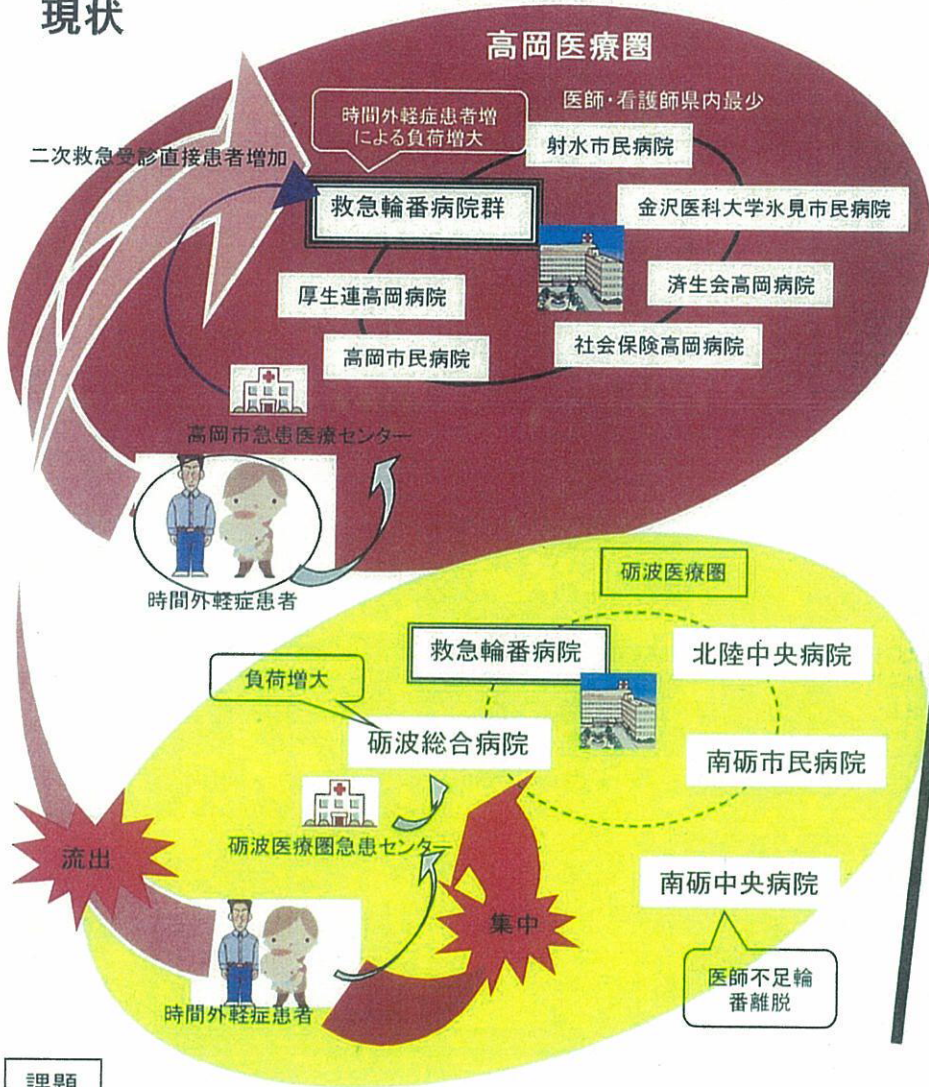 現状
高岡医療圏
医師・看護師県内最少
時間外軽症患者増
による負荷増大
射水市民病院
二次救急受診直接患者増加
救急輪番病院群
金沢医科大学氷見市民病院
厚生連高岡病院
済生会高岡病院
高岡市民病院
社会保険高岡病院
高岡市急患医療センター
時間外軽症患者
砺波医療圏
救急輪番病院
北陸中央病院
負荷増大
砺波総合病院
南砺市民病院
砺波医療圏急患センター
流出
南砺中央病院
集中
医師不足輪
番離脱
時間外軽症患者
課題